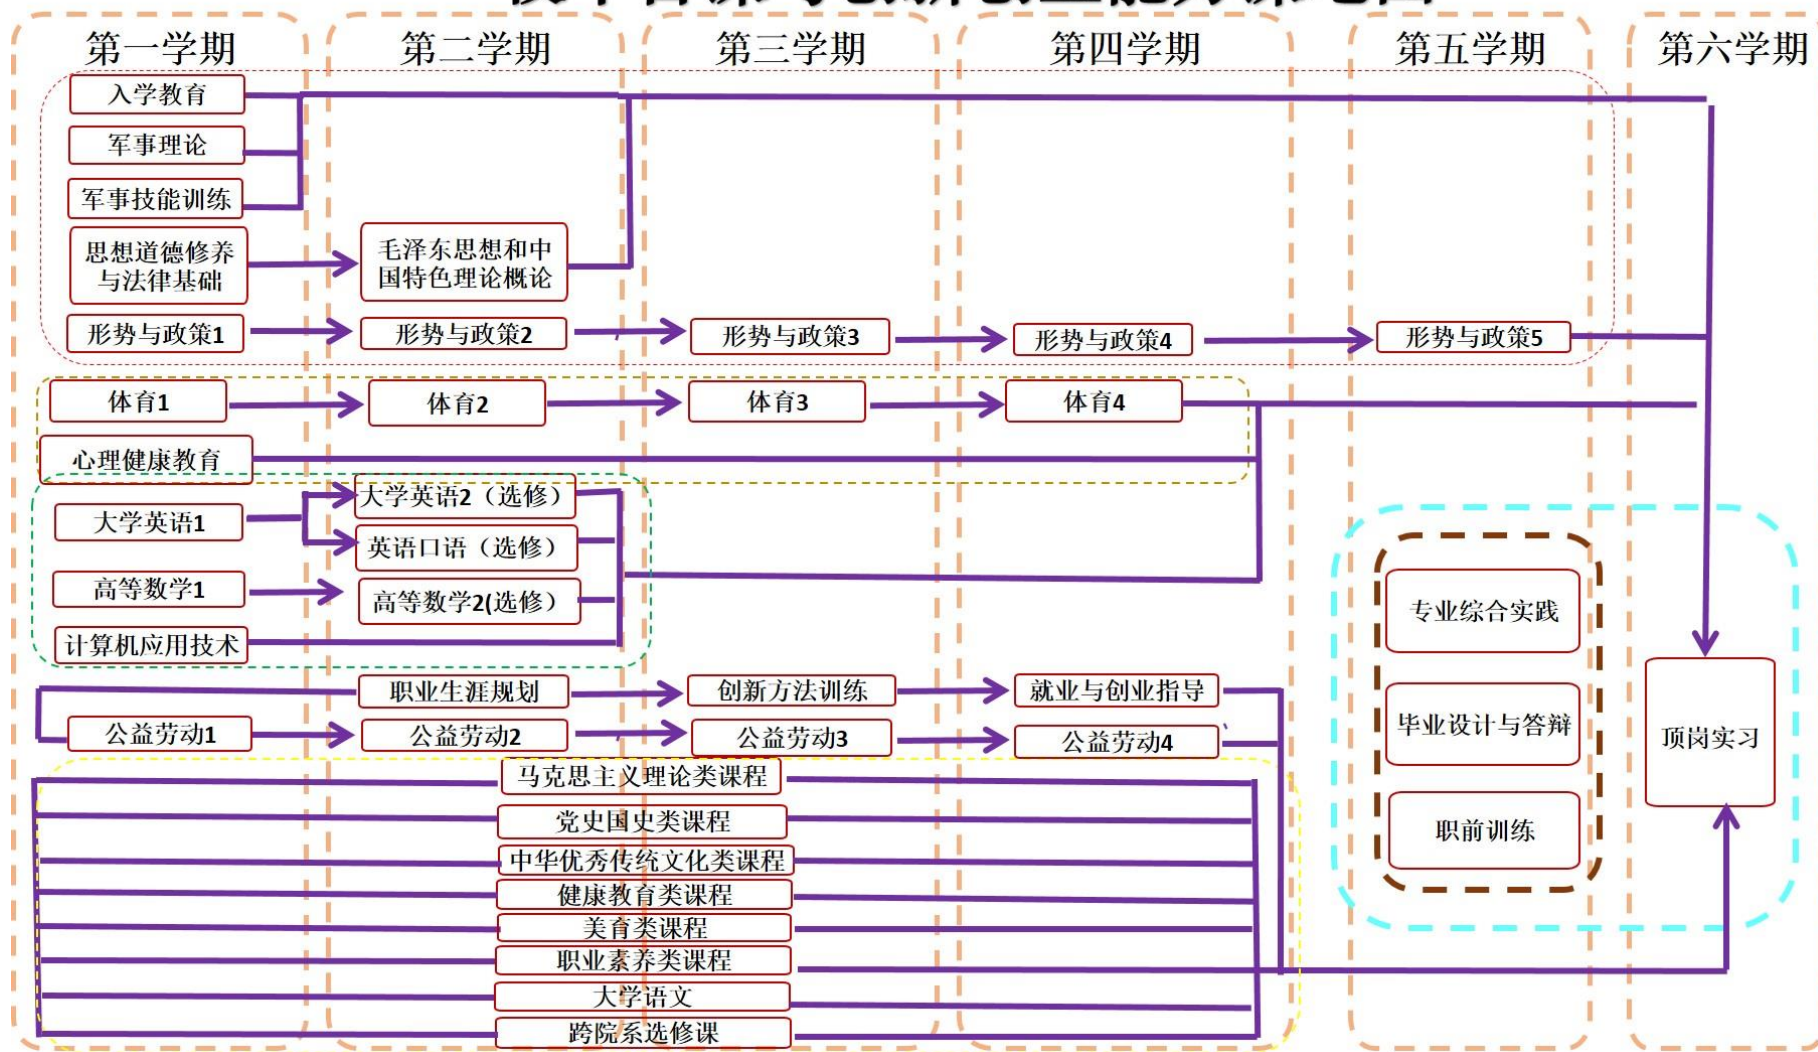 第一学期
第二学期
第三学期
第四学期
第五学期
第六学期
入学教育
军事理论
军事技能训练
思想道德修养
与法律基础
毛泽东思想和中
国特色理论概论
形势与政策1
形势与政策2
形势与政策3
形势与政策4
形势与政策5
体育1
体育2
体育3
体育4
心理健康教育
大学英语1
大学英语2（选修）
英语口语（选修）
高等数学1
高等数学2(选修）
计算机应用技术
职业生涯规划
创新方法训练
就业与创业指导
公益劳动1
公益劳动2
公益劳动3
公益劳动4
马克思主义理论类课程
党史国史类课程
中华优秀传统文化类课程
健康教育类课程
美育类课程
职业素养类课程
大学语文
跨院系选修课
专业综合实践
毕业设计与答辩
职前训练
顶岗实习